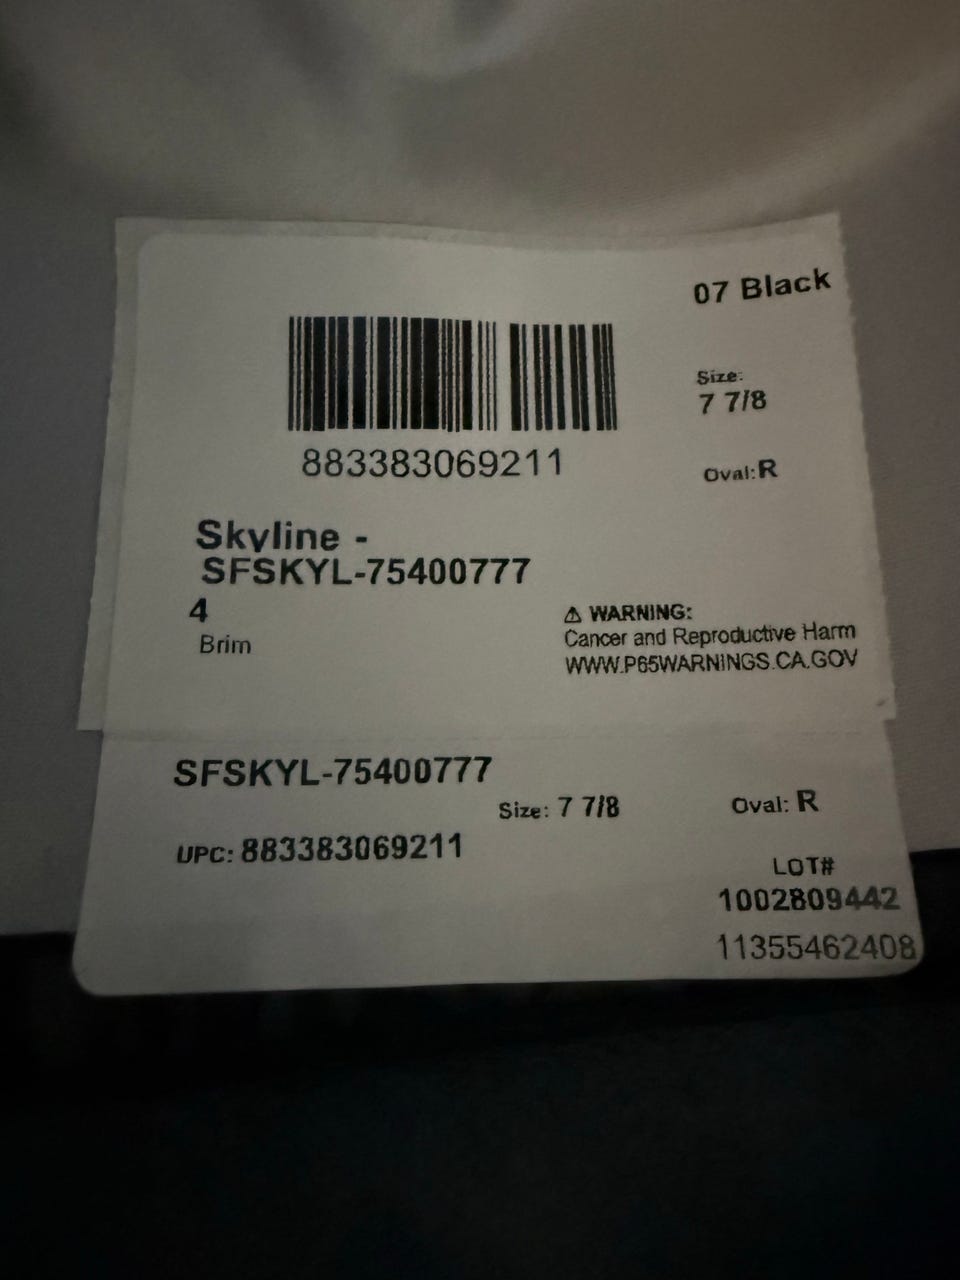 07 Black
Size:
7 7/8
883383069211
Oval: R
Skyline -
SFSKYL-75400777
4
Brim
⚠ WARNING:
Cancer and Reproductive Harm
WWW.P65WARNINGS.CA.GOV
SFSKYL-75400777
Size: 7 7/8 Oval: R
UPC: 883383069211
LOT#
1002809442
11355462408